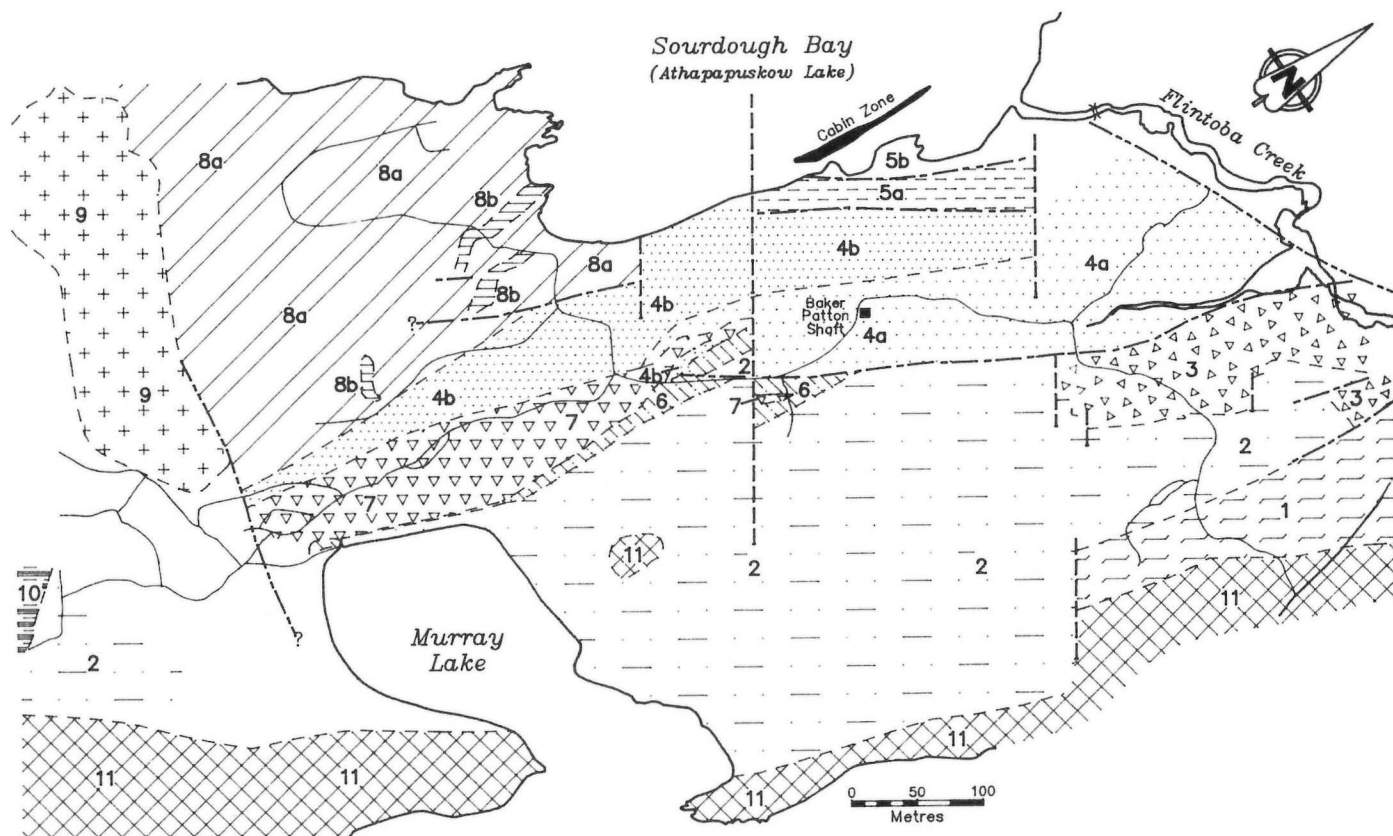 Sourdough Bay
(Athapapuskow Lake)
N
Cabin Zone
Flintoba Creek
5b
8a
8a
5a
9
8b
4b
8a
4a
8b
4b
Baker
Patton
Shaft
8a
?
4a
2
3
8b
4b
7
6
6
9
4b
7
7
3
2
7
1
11
2
2
10
11
?
Murray
Lake
2
11
11
11
11
0 50 100
Metres